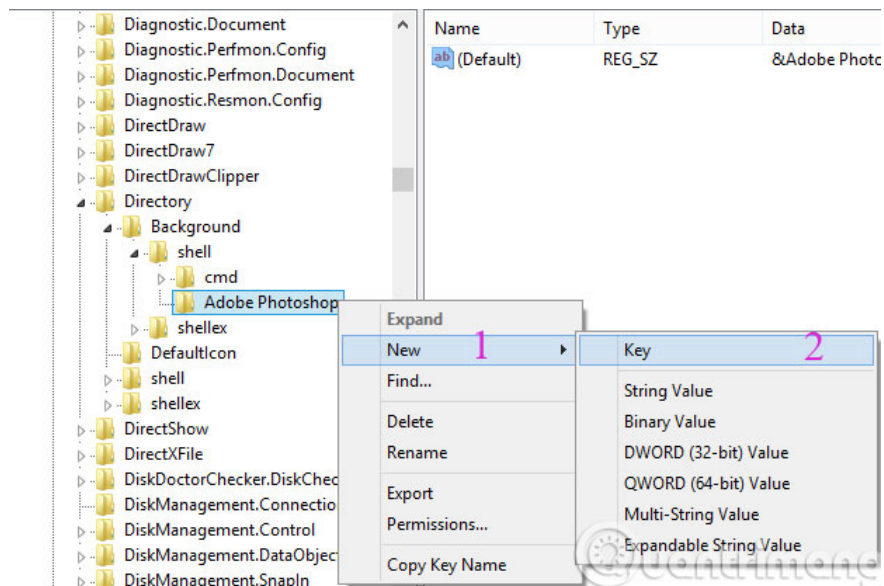 Diagnostic.Document
Diagnostic.Perfmon.Config
Diagnostic.Perfmon.Document
Diagnostic.Resmon.Config
DirectDraw
DirectDraw7
DirectDrawClipper
Directory
Background
shell
cmd
Adobe Photoshop
shellex
DefaultIcon
shell
shellex
DirectShow
DirectXFile
DiskDoctorChecker.DiskChec
DiskManagement.Connectio
DiskManagement.Control
DiskManagement.DataObject
DiskManagement.SnapIn
Name Type Data
ab (Default) REG_SZ &Adobe Photo
Expand
New 1
Find...
Delete
Rename
Export
Permissions...
Copy Key Name
Key 2
String Value
Binary Value
DWORD (32-bit) Value
QWORD (64-bit) Value
Multi-String Value
Expandable String Value
Quantrimang